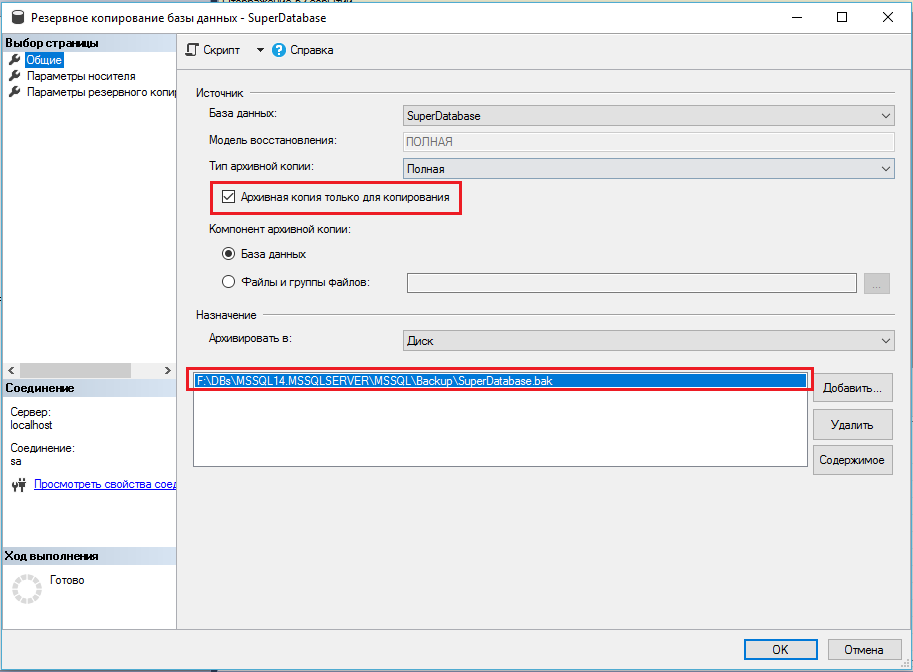 Резервное копирование базы данных - SuperDatabase
Выбор страницы
Общие
Параметры носителя
Параметры резервного копир
Скрипт
Справка
Источник
База данных:
SuperDatabase
Модель восстановления:
ПОЛНАЯ
Тип архивной копии:
Полная
Архивная копия только для копирования
Компонент архивной копии:
База данных
Файлы и группы файлов:
...
Назначение
Архивировать в:
Диск
F:\DBs\MSSQL14.MSSQLSERVER\MSSQL\Backup\SuperDatabase.bak
Добавить...
Удалить
Содержимое
Соединение
Сервер:
localhost
Соединение:
sa
Просмотреть свойства соед
Ход выполнения
Готово
OK
Отмена